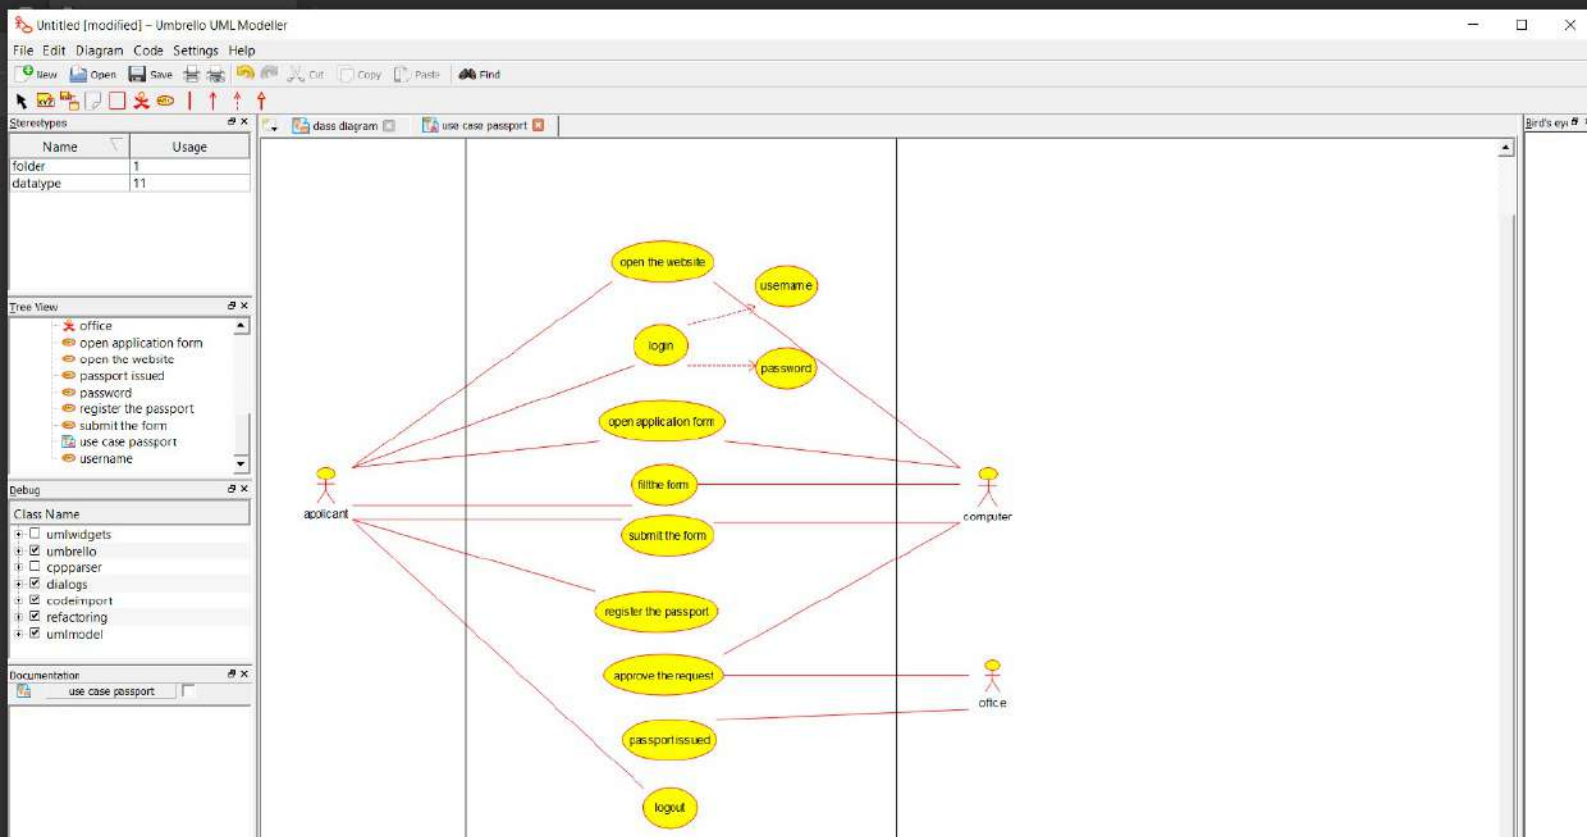 Untitled [modified] – Umbrello UML Modeller
File Edit Diagram Code Settings Help
New Open Save Cut Copy Paste Find
Stereotypes
Name Usage
folder 1
datatype 11
Tree View
office
open application form
open the website
passport issued
password
register the passport
submit the form
use case passport
username
Debug
Class Name
umlwidgets
umbrello
cppparser
dialogs
codeimport
refactoring
umlmodel
Documentation
use case passport
class diagram use case passport
open the website
username
login
password
open application form
fillthe form
applicant
computer
submit the form
register the passport
approve the request
office
passport issued
logout
Bird's eye